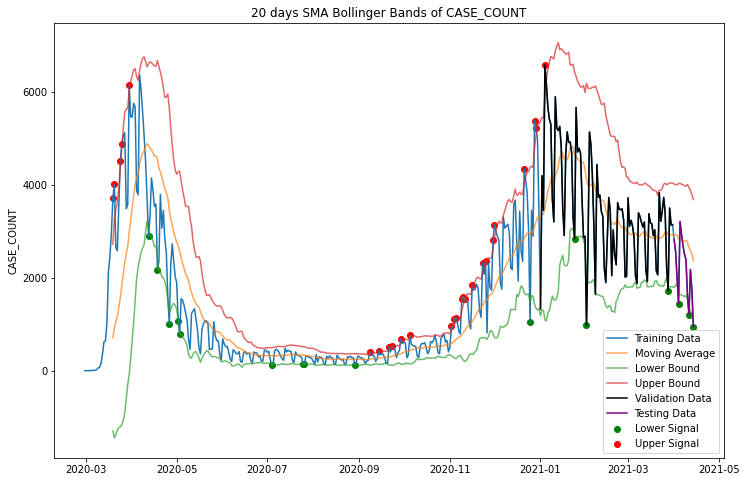 20 days SMA Bollinger Bands of CASE_COUNT
CASE_COUNT
6000
4000
2000
0
2020-03
2020-05
2020-07
2020-09
2020-11
2021-01
2021-03
2021-05
Training Data
Moving Average
Lower Bound
Upper Bound
Validation Data
Testing Data
Lower Signal
Upper Signal